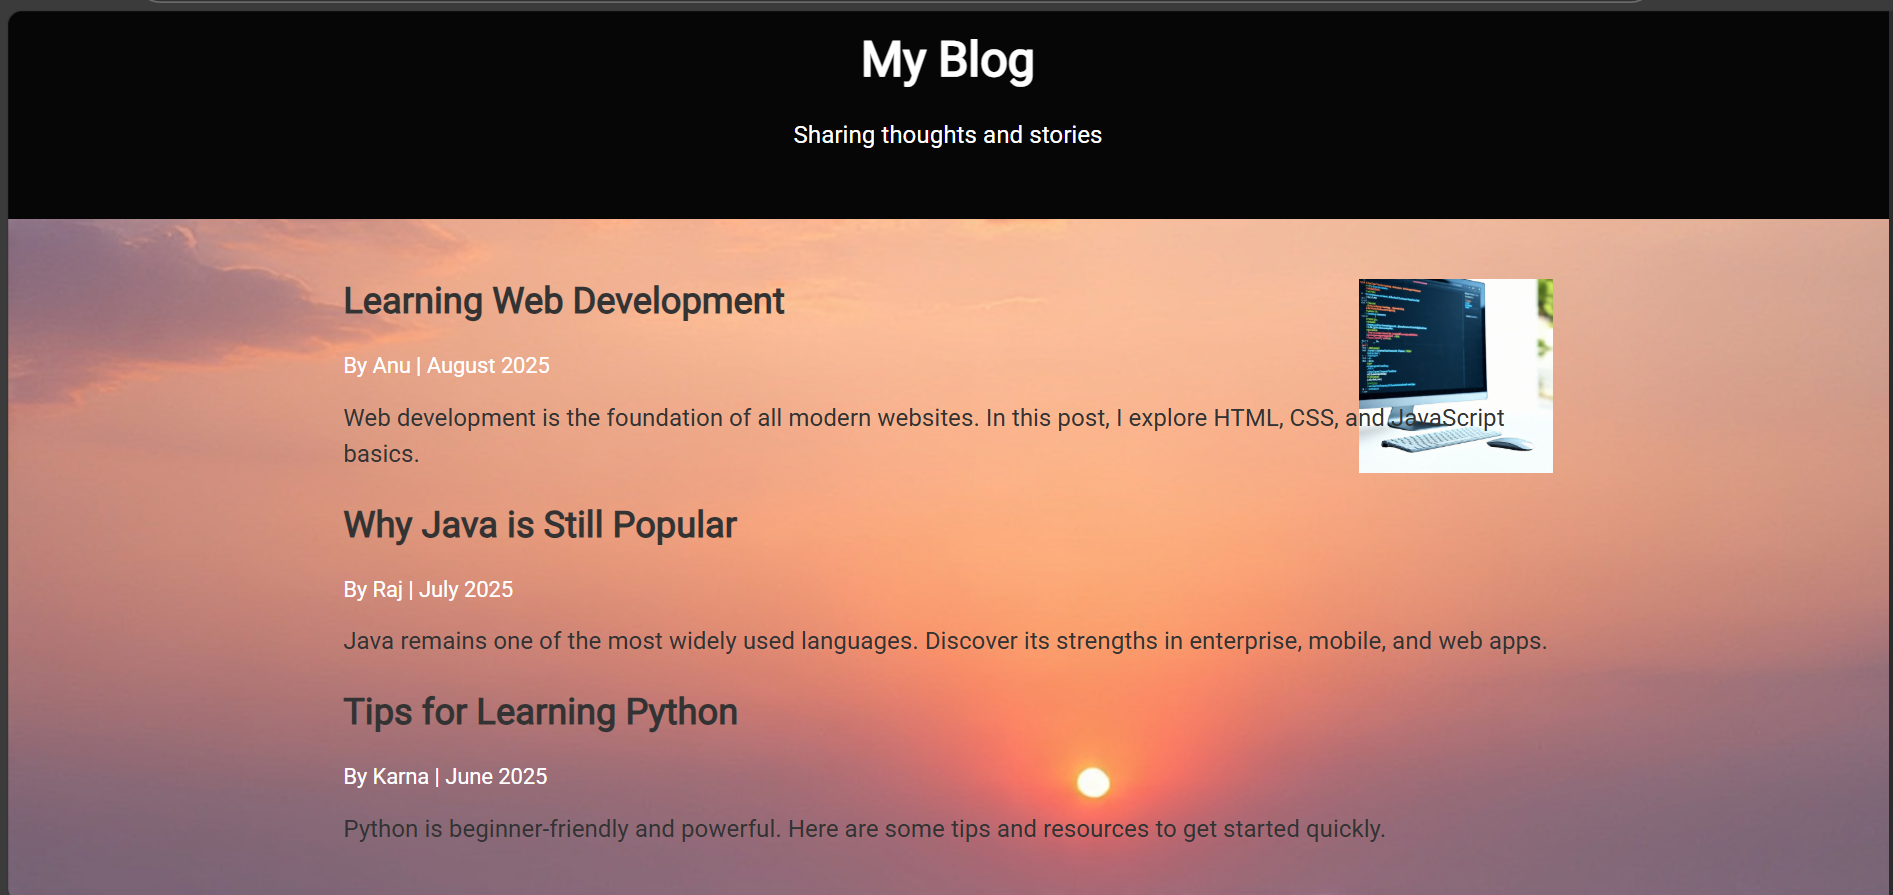 My Blog
Sharing thoughts and stories
Learning Web Development
By Anu | August 2025
Web development is the foundation of all modern websites. In this post, I explore HTML, CSS, and JavaScript
basics.
Why Java is Still Popular
By Raj | July 2025
Java remains one of the most widely used languages. Discover its strengths in enterprise, mobile, and web apps.
Tips for Learning Python
By Karna | June 2025
Python is beginner-friendly and powerful. Here are some tips and resources to get started quickly.